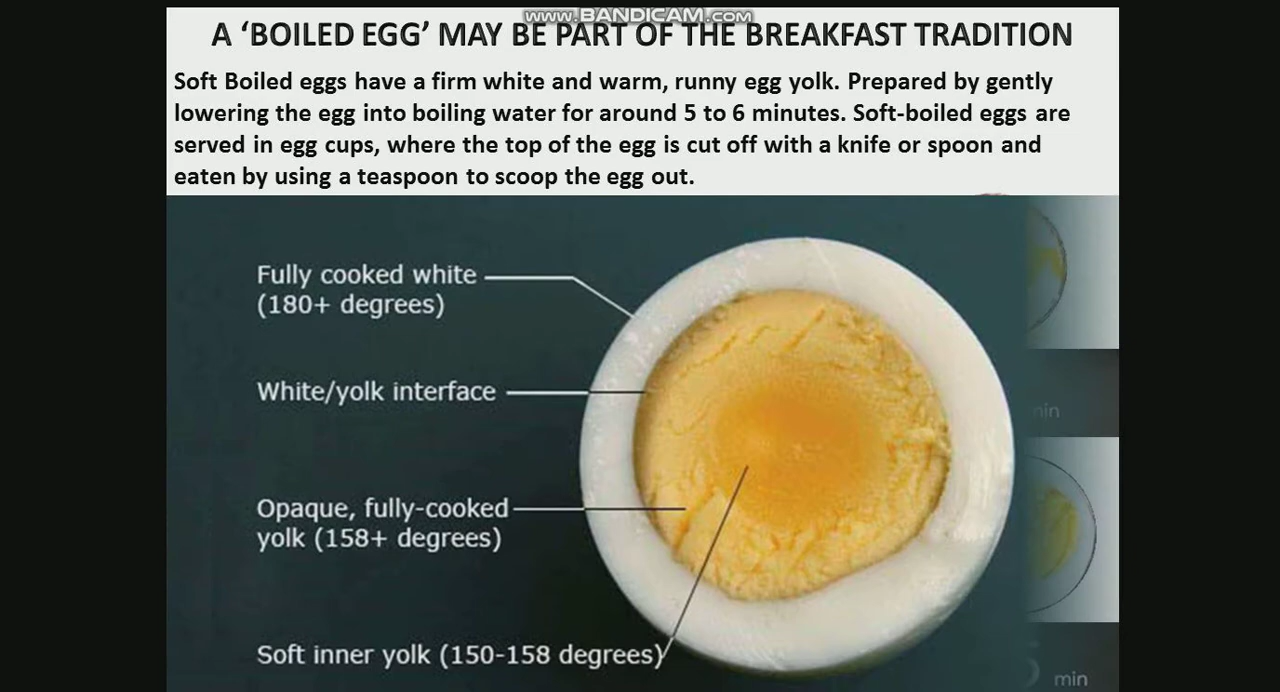 www.BANDICAM.com
A ‘BOILED EGG’ MAY BE PART OF THE BREAKFAST TRADITION
Soft Boiled eggs have a firm white and warm, runny egg yolk. Prepared by gently
lowering the egg into boiling water for around 5 to 6 minutes. Soft-boiled eggs are
served in egg cups, where the top of the egg is cut off with a knife or spoon and
eaten by using a teaspoon to scoop the egg out.
Fully cooked white
(180+ degrees)
White/yolk interface
min
Opaque, fully-cooked
yolk (158+ degrees)
Soft inner yolk (150-158 degrees)
min